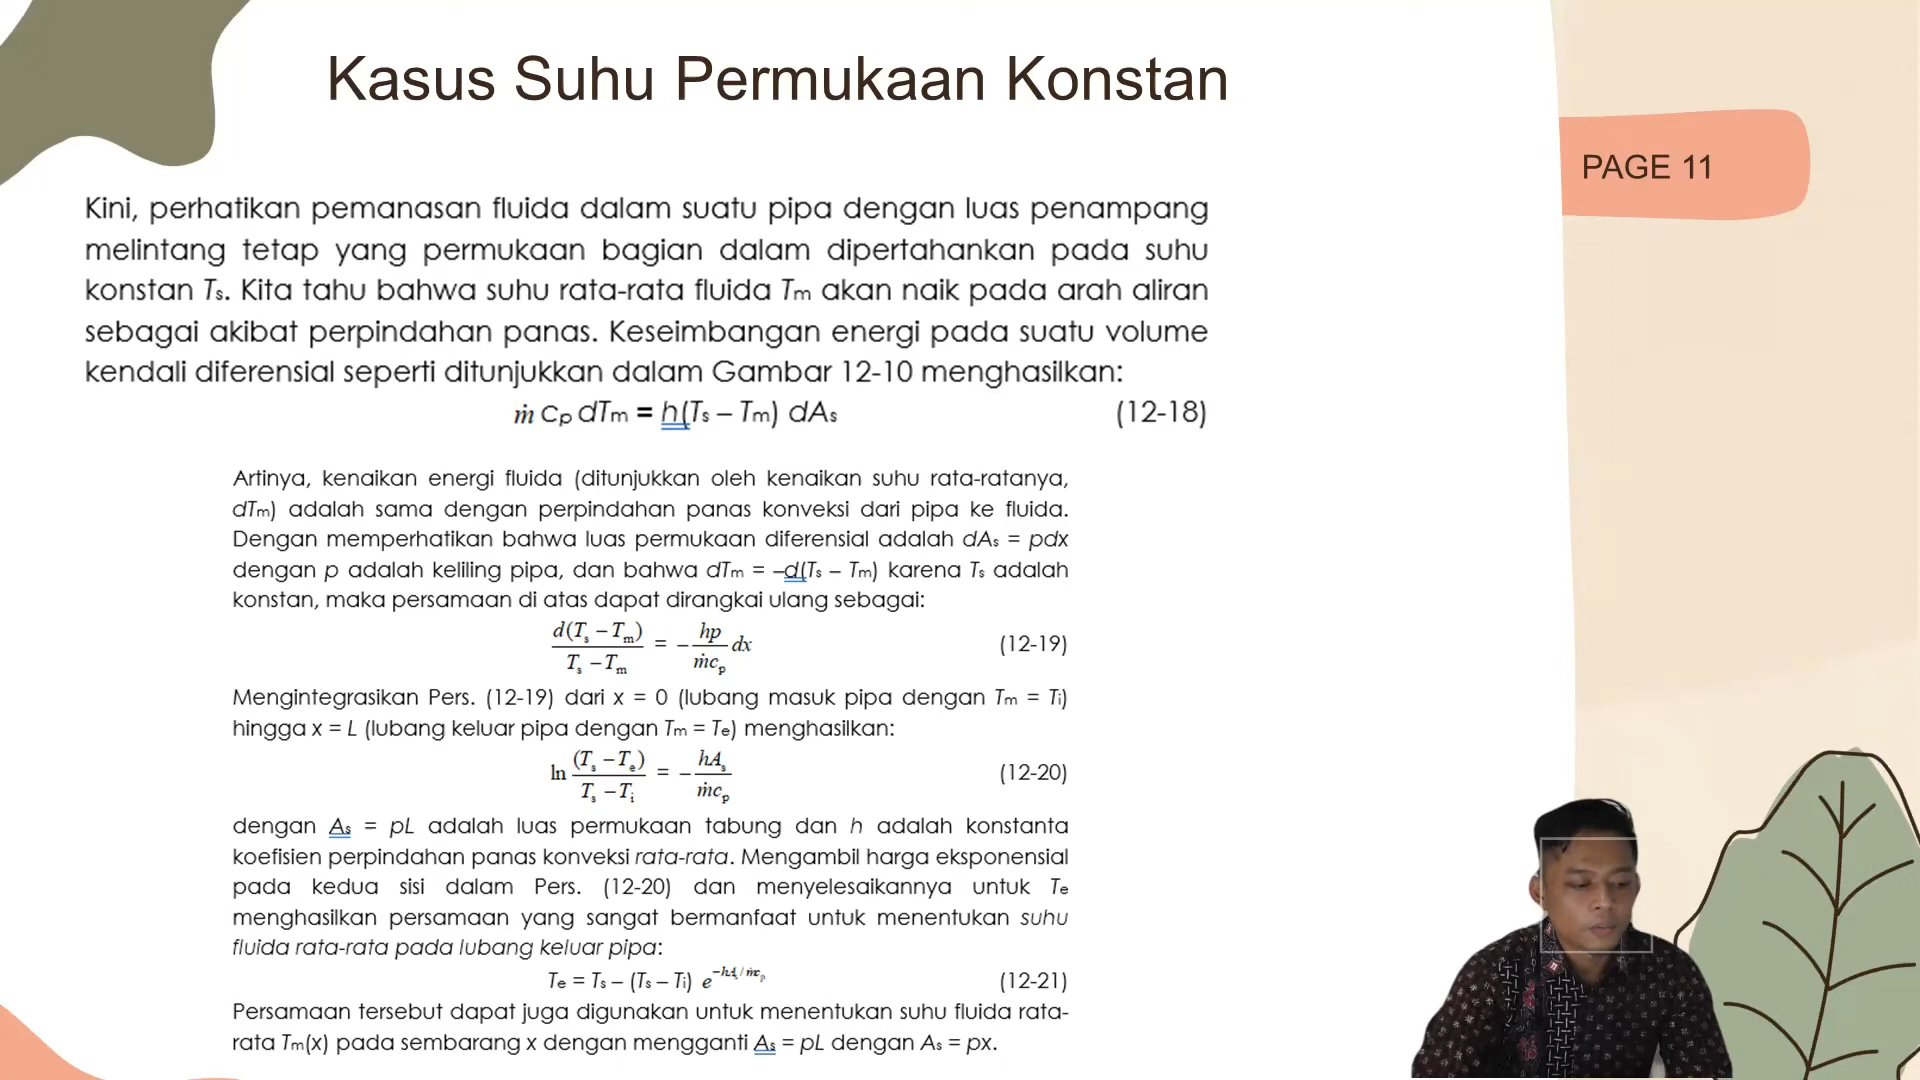 Kasus Suhu Permukaan Konstan
PAGE 11
Kini, perhatikan pemanasan fluida dalam suatu pipa dengan luas penampang
melintang tetap yang permukaan bagian dalam dipertahankan pada suhu
konstan Ts. Kita tahu bahwa suhu rata-rata fluida Tm akan naik pada arah aliran
sebagai akibat perpindahan panas. Keseimbangan energi pada suatu volume
kendali diferensial seperti ditunjukkan dalam Gambar 12-10 menghasilkan:
ṁ Cp dTm = h(Ts – Tm) dAs (12-18)
Artinya, kenaikan energi fluida (ditunjukkan oleh kenaikan suhu rata-ratanya,
dTm) adalah sama dengan perpindahan panas konveksi dari pipa ke fluida.
Dengan memperhatikan bahwa luas permukaan diferensial adalah dAs = pdx
dengan p adalah keliling pipa, dan bahwa dTm = –d(Ts – Tm) karena Ts adalah
konstan, maka persamaan di atas dapat dirangkai ulang sebagai:
d(Ts – Tm) / Ts – Tm = – hp / ṁcp dx (12-19)
Mengintegrasikan Pers. (12-19) dari x = 0 (lubang masuk pipa dengan Tm = Ti)
hingga x = L (lubang keluar pipa dengan Tm = Te) menghasilkan:
ln (Ts – Te) / Ts – Ti = – hAs / ṁcp (12-20)
dengan As = pL adalah luas permukaan tabung dan h adalah konstanta
koefisien perpindahan panas konveksi rata-rata. Mengambil harga eksponensial
pada kedua sisi dalam Pers. (12-20) dan menyelesaikannya untuk Te
menghasilkan persamaan yang sangat bermanfaat untuk menentukan suhu
fluida rata-rata pada lubang keluar pipa:
Te = Ts – (Ts – Ti) e^–hAs/ṁcp (12-21)
Persamaan tersebut dapat juga digunakan untuk menentukan suhu fluida rata-
rata Tm(x) pada sembarang x dengan mengganti As = pL dengan As = px.